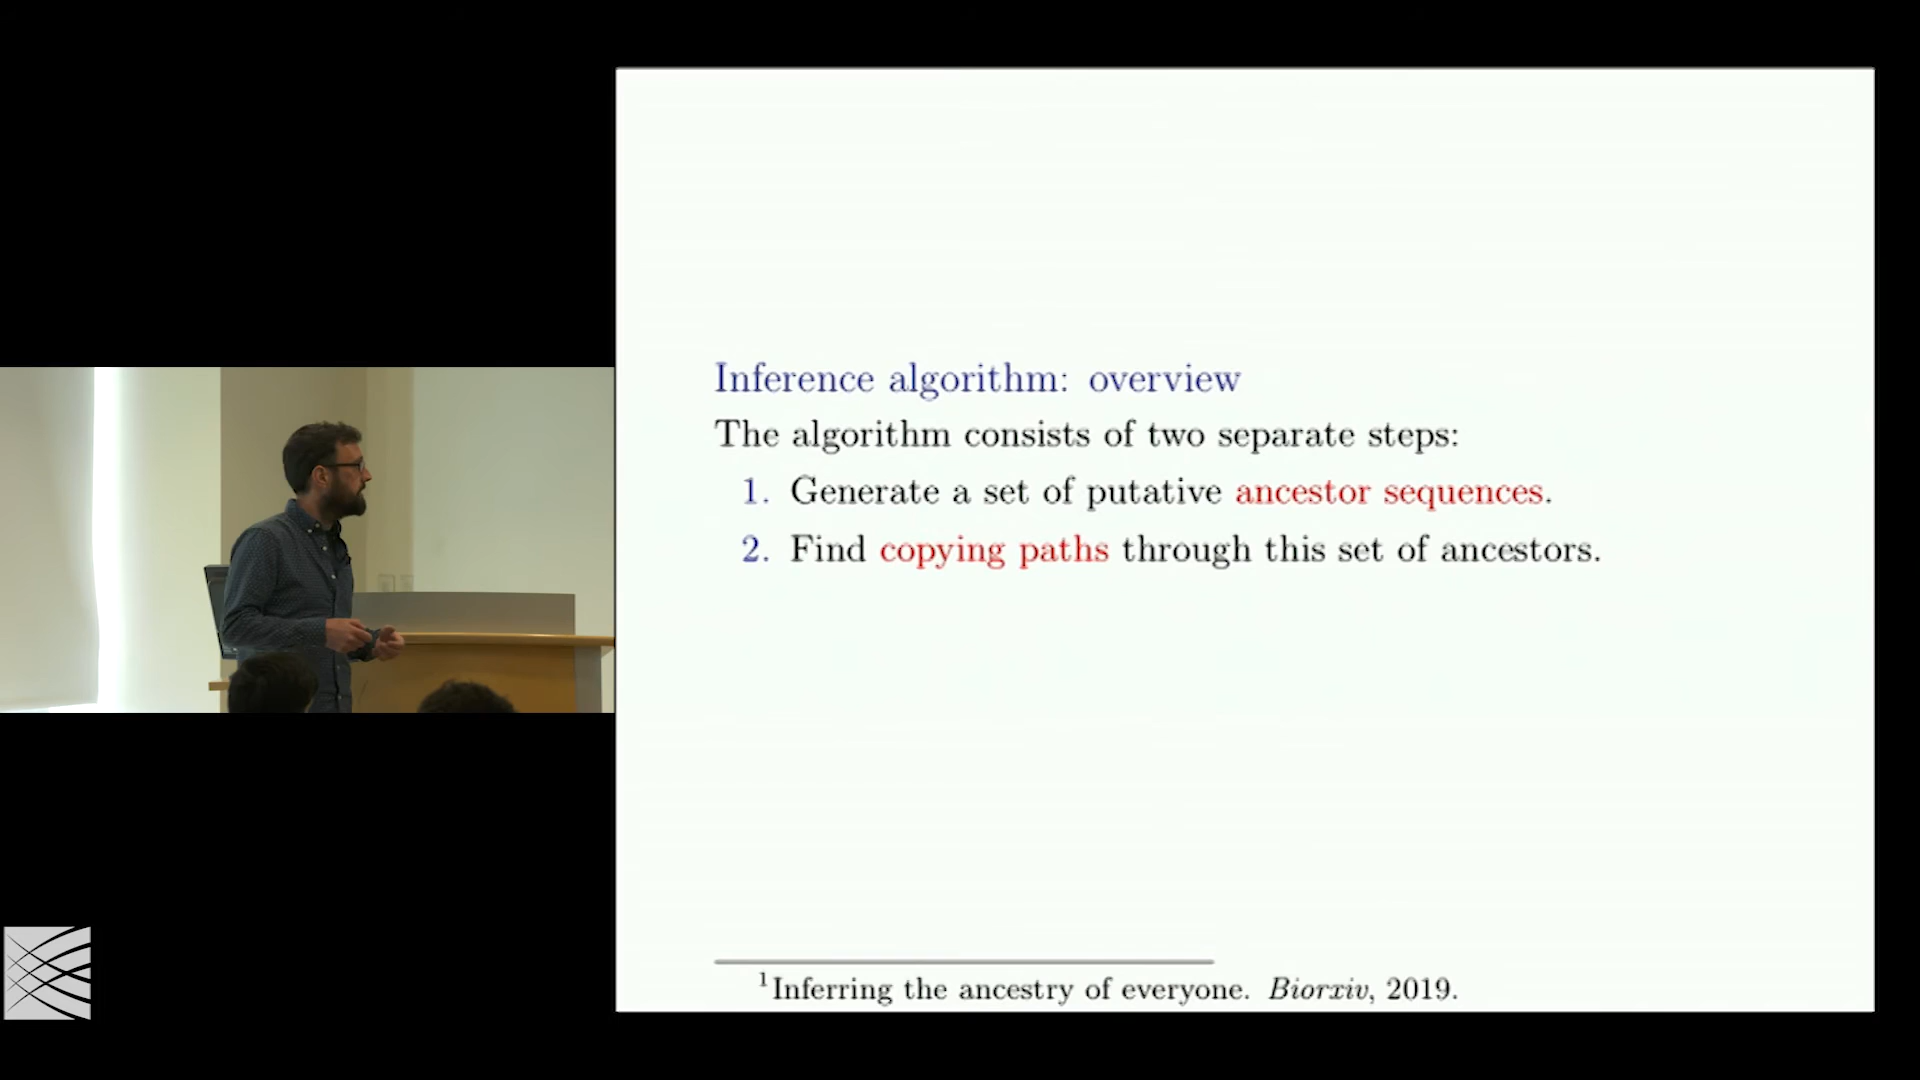 Inference algorithm: overview
The algorithm consists of two separate steps:
1. Generate a set of putative ancestor sequences.
2. Find copying paths through this set of ancestors.
1Inferring the ancestry of everyone. Biorxiv, 2019.